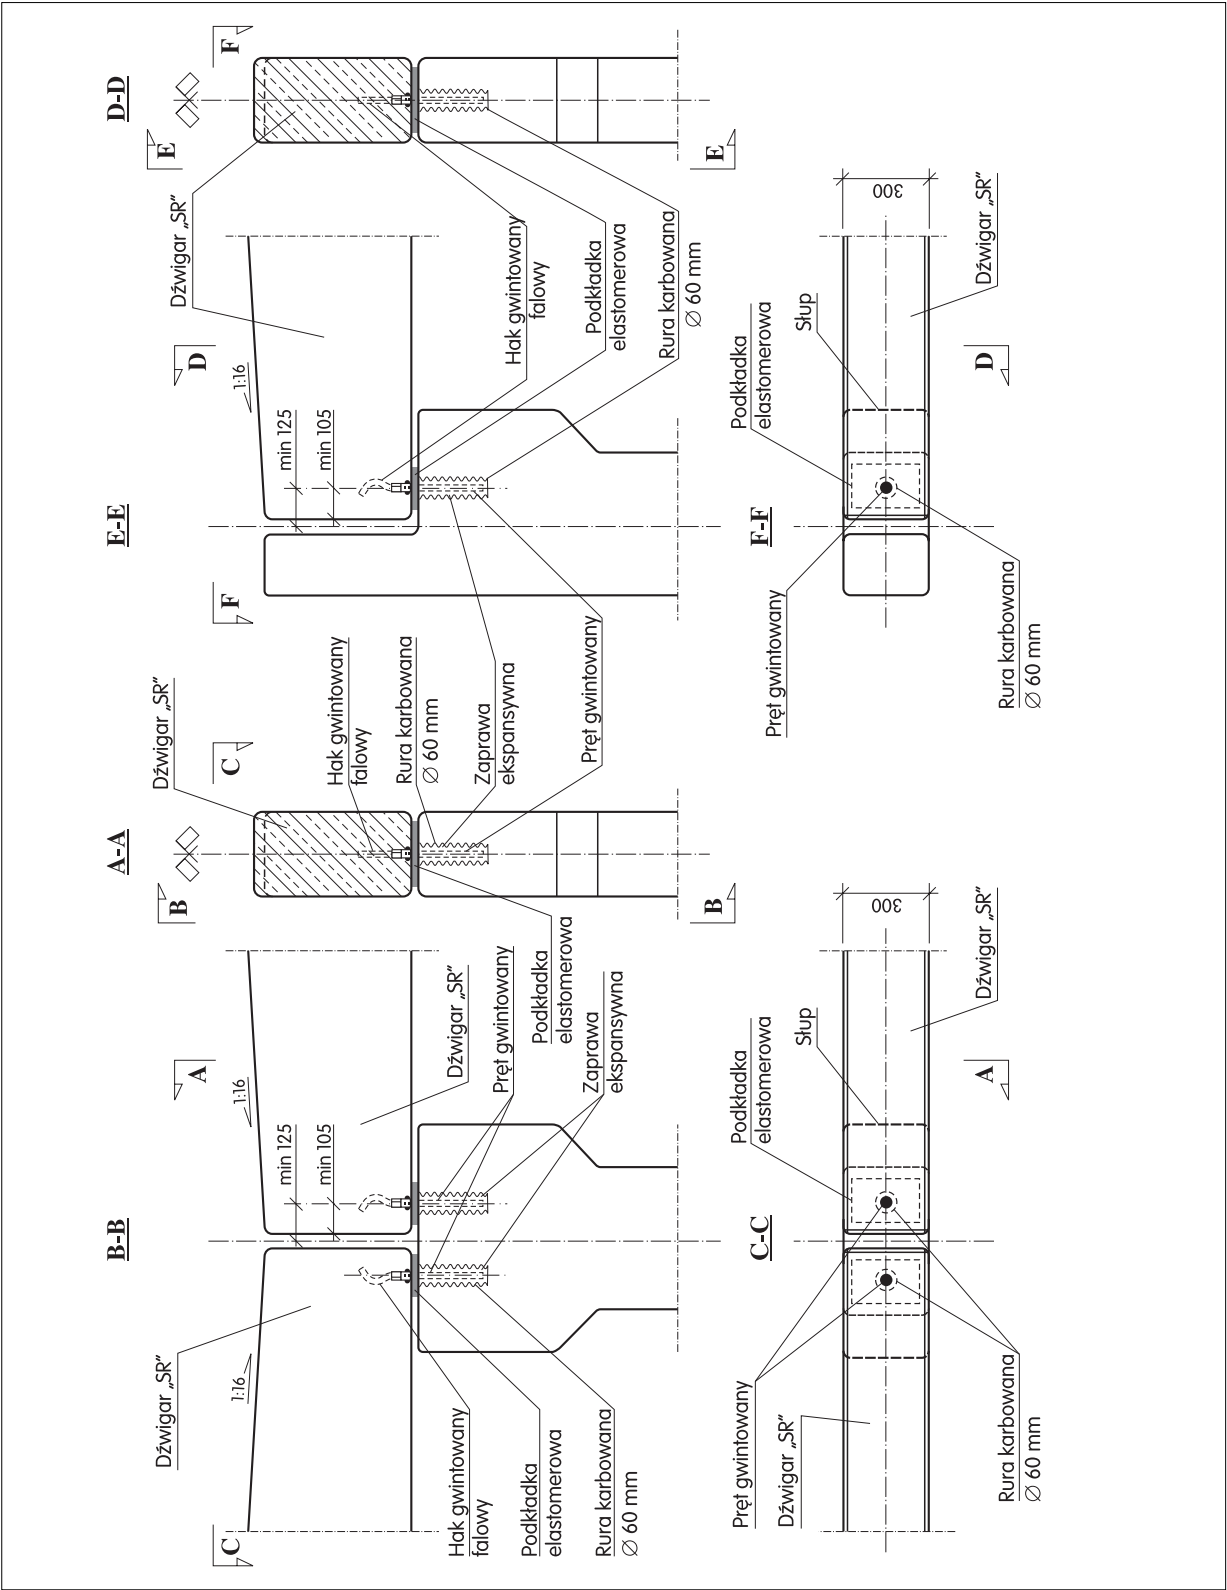 B-B
C
Dźwigar „SR”
1:16
min 125
min 105
1:16
A
Dźwigar „SR”
Pręt gwintowany
Podkładka
elastomerowa
Zaprawa
ekspansywna
Hak gwintowany
falowy
Podkładka
elastomerowa
Rura karbowana
∅ 60 mm
A-A
B
C
B
Dźwigar „SR”
Hak gwintowany
falowy
Rura karbowana
∅ 60 mm
Zaprawa
ekspansywna
Pręt gwintowany
E-E
F
min 125
min 105
1:16
D
Dźwigar „SR”
Hak gwintowany
falowy
Podkładka
elastomerowa
Rura karbowana
∅ 60 mm
D-D
E
F
E
C-C
Pręt gwintowany
Dźwigar „SR”
Podkładka
elastomerowa
Słup
300
Rura karbowana
∅ 60 mm
A
Dźwigar „SR”
F-F
Pręt gwintowany
Podkładka
elastomerowa
Słup
300
Rura karbowana
∅ 60 mm
D
Dźwigar „SR”